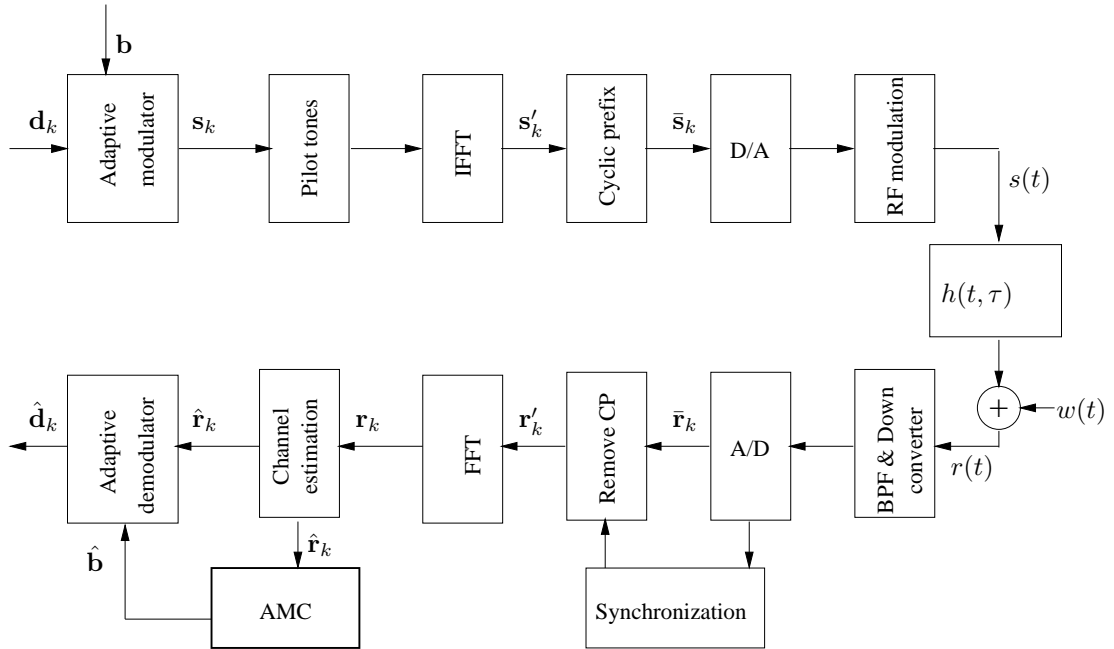 b
d_k
Adaptive
modulator
s_k
Pilot tones
IFFT
s′_k
Cyclic prefix
s̄_k
D/A
RF modulation
s(t)
h(t, τ)
+
w(t)
r(t)
BPF & Down
converter
A/D
r̄_k
Remove CP
r′_k
FFT
r_k
Channel
estimation
r̂_k
Adaptive
demodulator
d̂_k
r̂_k
b̂
AMC
Synchronization